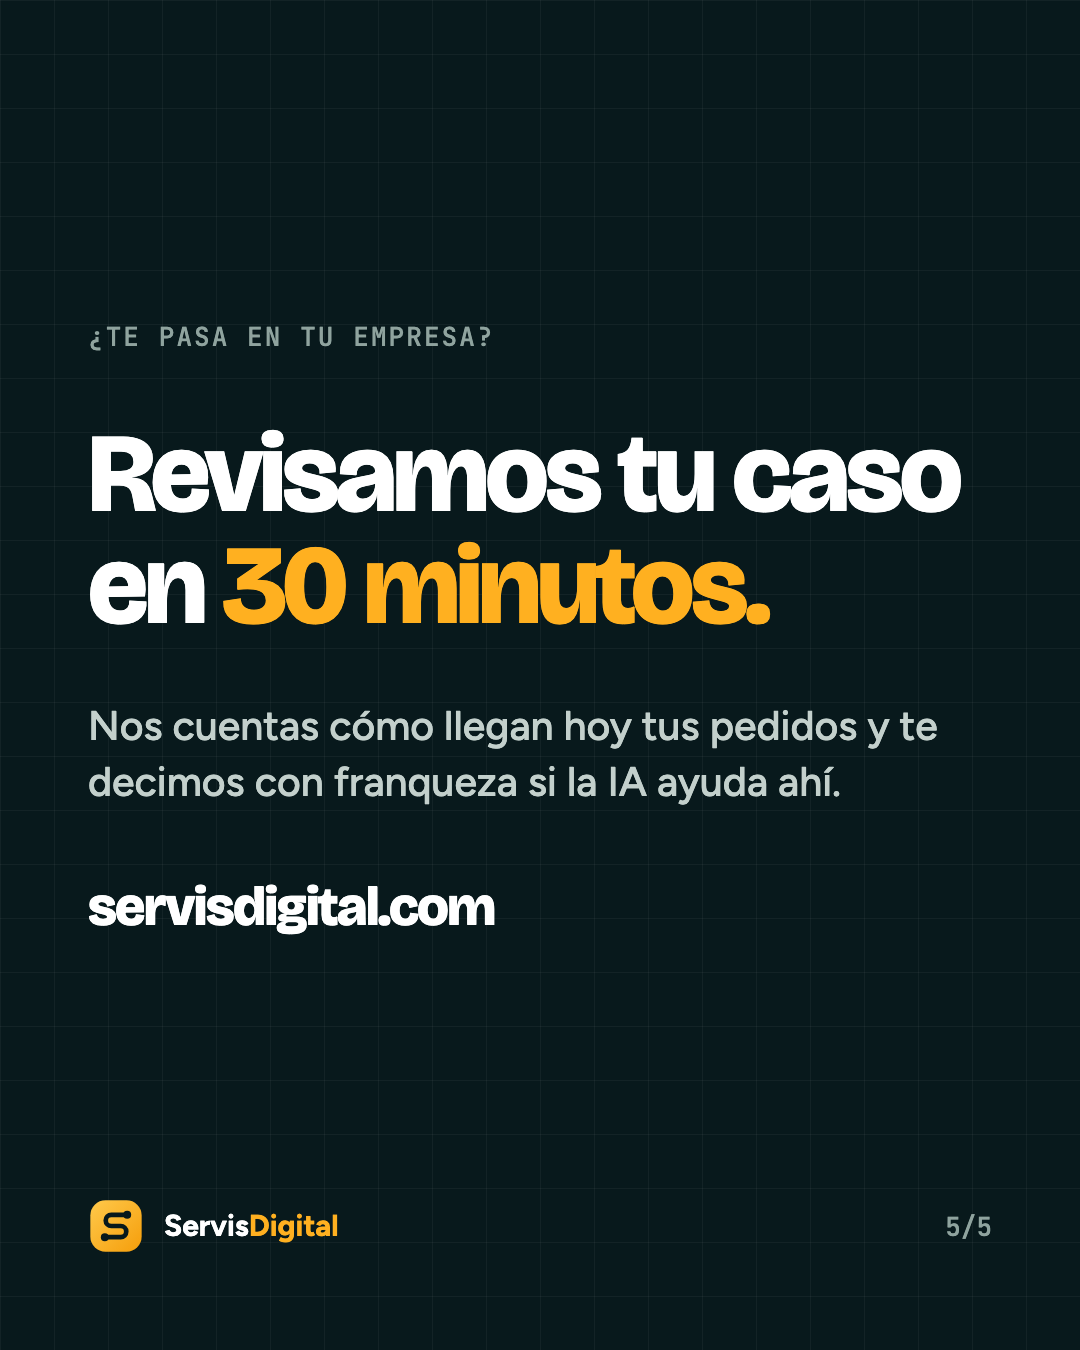 ¿TE PASA EN TU EMPRESA?
Revisamos tu caso
en 30 minutos.
Nos cuentas cómo llegan hoy tus pedidos y te
decimos con franqueza si la IA ayuda ahí.
servisdigital.com
ServisDigital
5/5